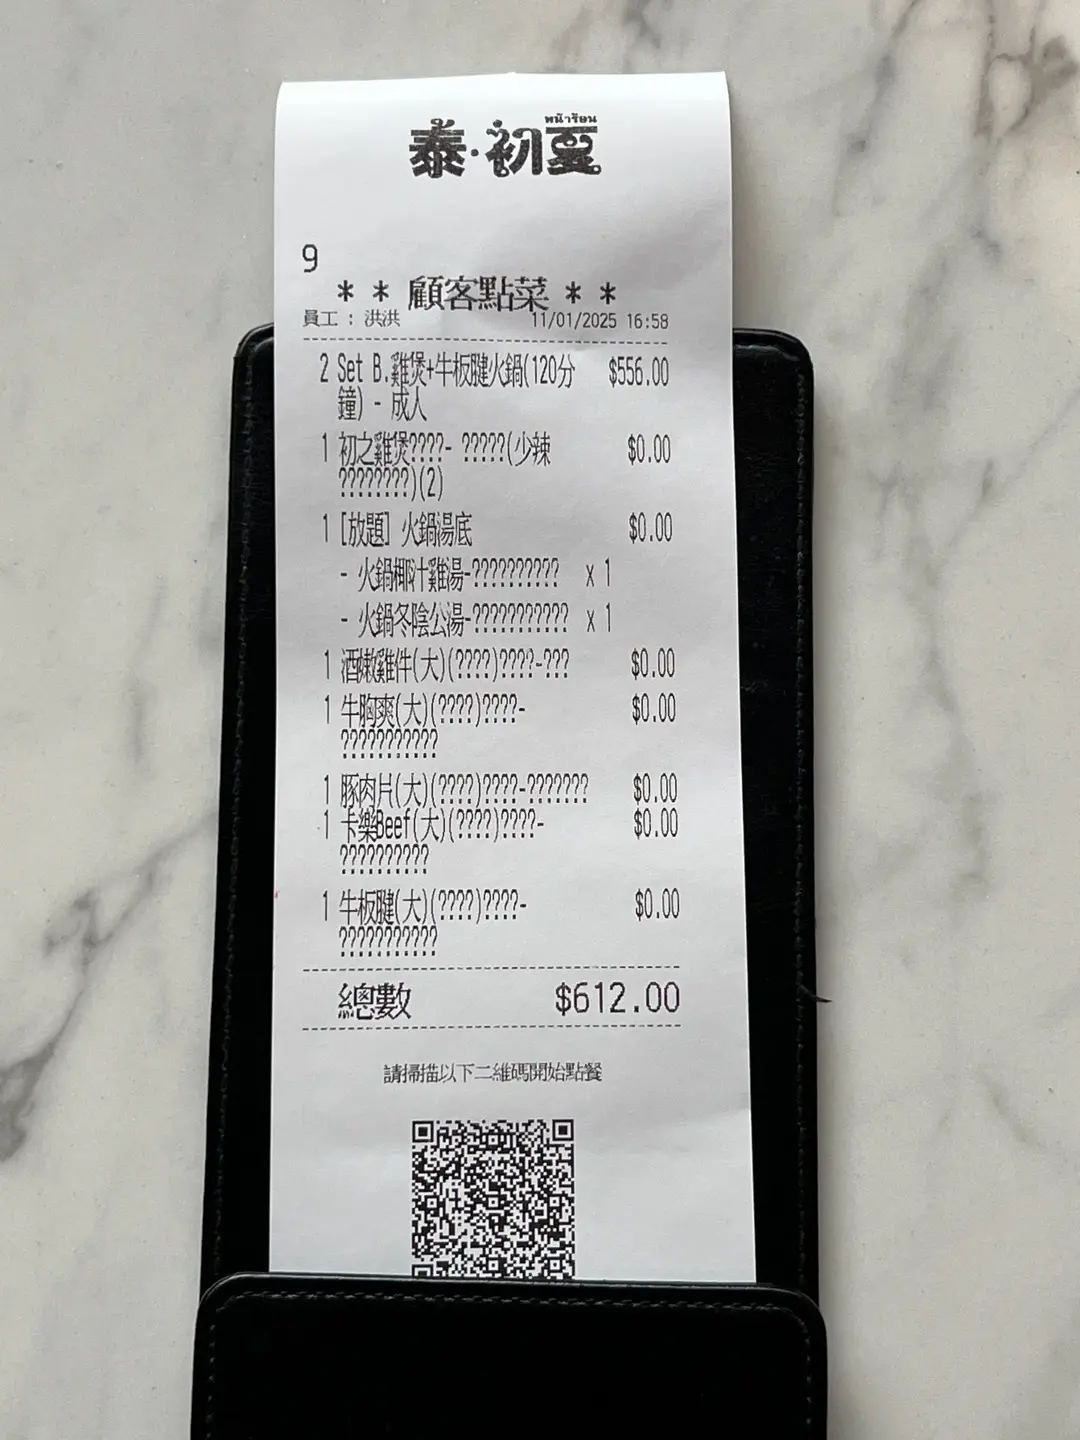 หน้าร้อน
泰·初夏
9
** 顧客點菜 **
員工：洪洪 11/01/2025 16:58
2 Set B.雞煲+牛板腱火鍋(120分 $556.00
鐘) - 成人
1 初之雞煲????- ?????(少辣 $0.00
????????)(2)
1 [放題] 火鍋湯底 $0.00
- 火鍋椰汁雞湯-?????????? x 1
- 火鍋冬陰公湯-??????????? x 1
1 酒嫩雞件(大)(????)????-??? $0.00
1 牛胸爽(大)(????)????- $0.00
???????????
1 豚肉片(大)(????)????-??????? $0.00
1 卡樂Beef(大)(????)????- $0.00
??????????
1 牛板腱(大)(????)????- $0.00
???????????
總數 $612.00
請掃描以下二維碼開始點餐